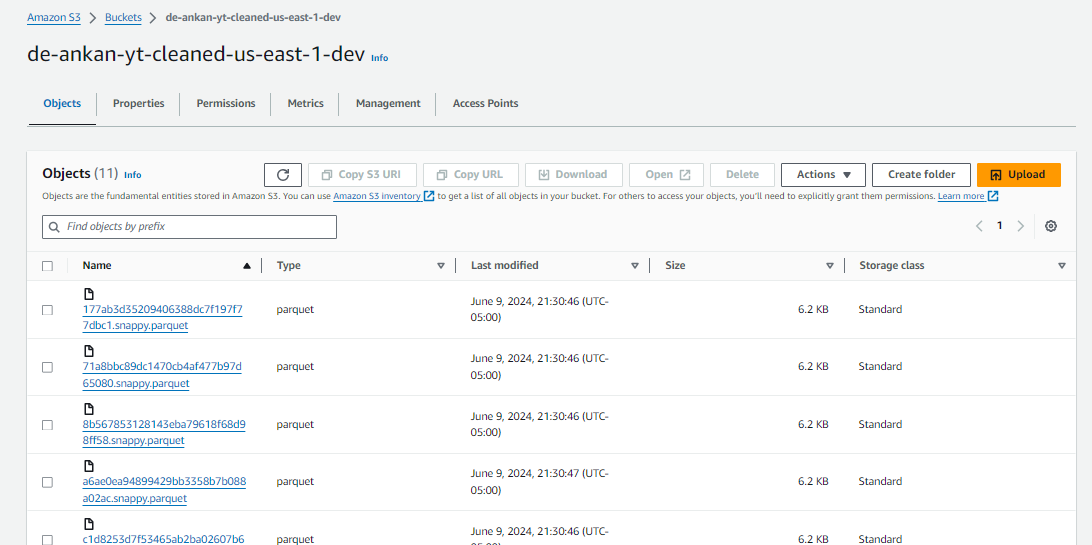 Amazon S3 > Buckets > de-ankan-yt-cleaned-us-east-1-dev
de-ankan-yt-cleaned-us-east-1-dev Info
Objects Properties Permissions Metrics Management Access Points
Objects (11) Info Copy S3 URI Copy URL Download Open Delete Actions Create folder Upload
Objects are the fundamental entities stored in Amazon S3. You can use Amazon S3 inventory to get a list of all objects in your bucket. For others to access your objects, you'll need to explicitly grant them permissions. Learn more
Find objects by prefix 1
Name Type Last modified Size Storage class
177ab3d35209406388dc7f197f7
7dbc1.snappy.parquet
parquet
June 9, 2024, 21:30:46 (UTC-
05:00)
6.2 KB
Standard
71a8bbc89dc1470cb4af477b97d
65080.snappy.parquet
parquet
June 9, 2024, 21:30:46 (UTC-
05:00)
6.2 KB
Standard
8b567853128143eba79618f68d9
8ff58.snappy.parquet
parquet
June 9, 2024, 21:30:46 (UTC-
05:00)
6.2 KB
Standard
a6ae0ea94899429bb3358b7b088
a02ac.snappy.parquet
parquet
June 9, 2024, 21:30:47 (UTC-
05:00)
6.2 KB
Standard
c1d8253d7f53465ab2ba02607b6
parquet
June 9, 2024, 21:30:46 (UTC-
05:00)
6.2 KB
Standard